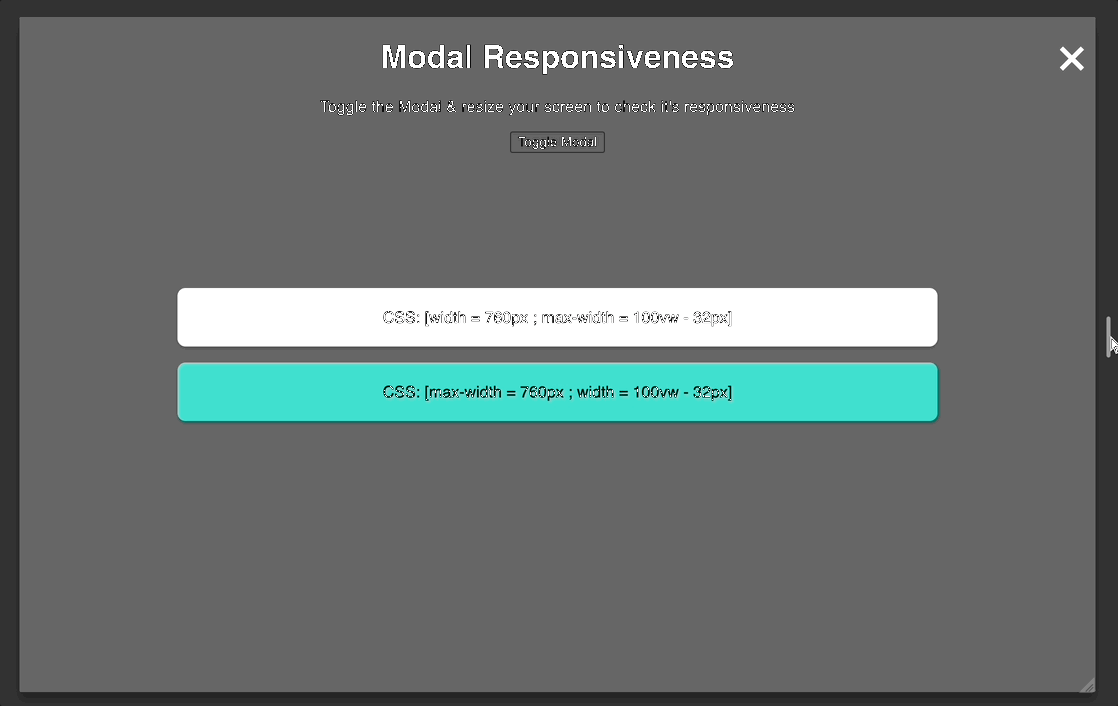 Modal Responsiveness
Toggle the Modal & resize your screen to check it's responsiveness
Toggle Modal
CSS: [width = 760px ; max-width = 100vw - 32px]
CSS: [max-width = 760px ; width = 100vw - 32px]